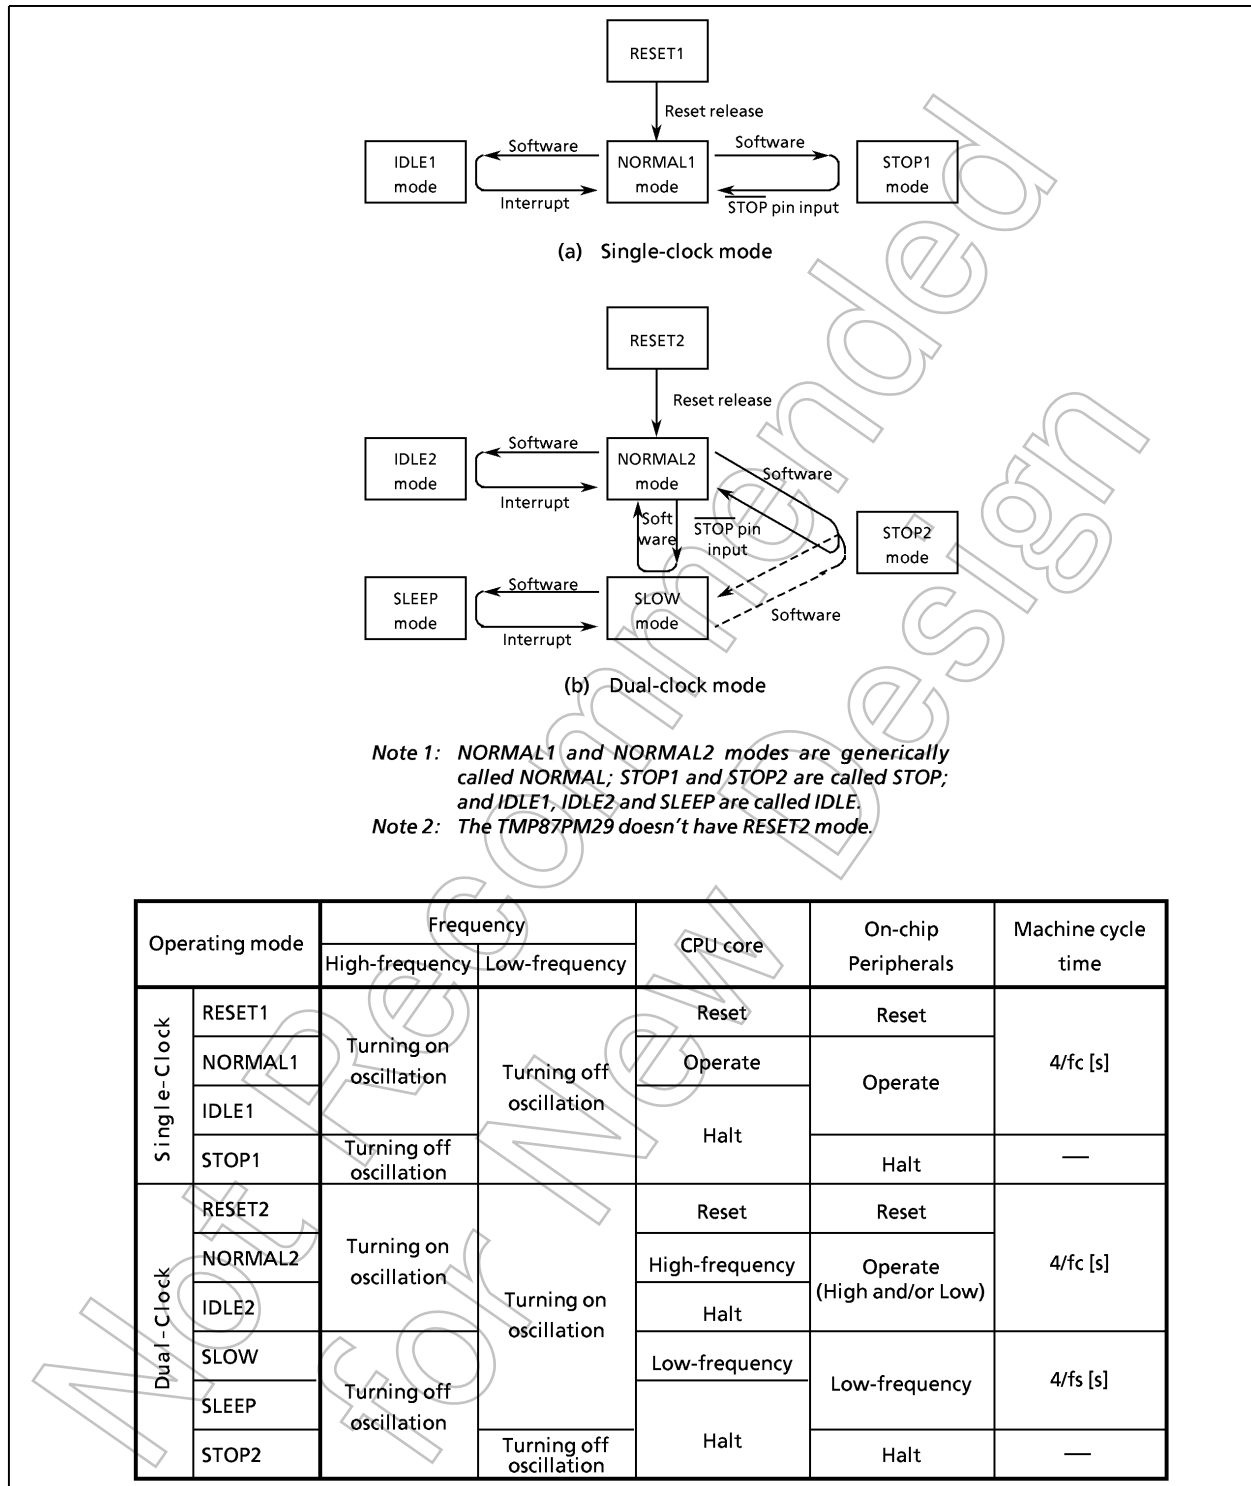 RESET1
Reset release
Software
Software
IDLE1
mode
NORMAL1
mode
STOP1
mode
Interrupt
STOP pin input
(a) Single-clock mode
RESET2
Reset release
Software
IDLE2
mode
NORMAL2
mode
Software
Interrupt
Soft
ware
STOP pin
input
STOP2
mode
Software
SLEEP
mode
SLOW
mode
Software
Interrupt
(b) Dual-clock mode
Note 1: NORMAL1 and NORMAL2 modes are generically
called NORMAL; STOP1 and STOP2 are called STOP;
and IDLE1, IDLE2 and SLEEP are called IDLE.
Note 2: The TMP87PM29 doesn't have RESET2 mode.
Operating mode
Frequency
High-frequency
Low-frequency
CPU core
On-chip
Peripherals
Machine cycle
time
Single-Clock
RESET1
NORMAL1
IDLE1
STOP1
Turning on
oscillation
Turning off
oscillation
Turning off
oscillation
Reset
Operate
Halt
Reset
Operate
Halt
4/fc [s]
—
Dual-Clock
RESET2
NORMAL2
IDLE2
SLOW
SLEEP
STOP2
Turning on
oscillation
Turning off
oscillation
Turning on
oscillation
Turning off
oscillation
Reset
High-frequency
Halt
Low-frequency
Halt
Reset
Operate
(High and/or Low)
Low-frequency
Halt
4/fc [s]
4/fs [s]
—
Not Recommended
for New Design